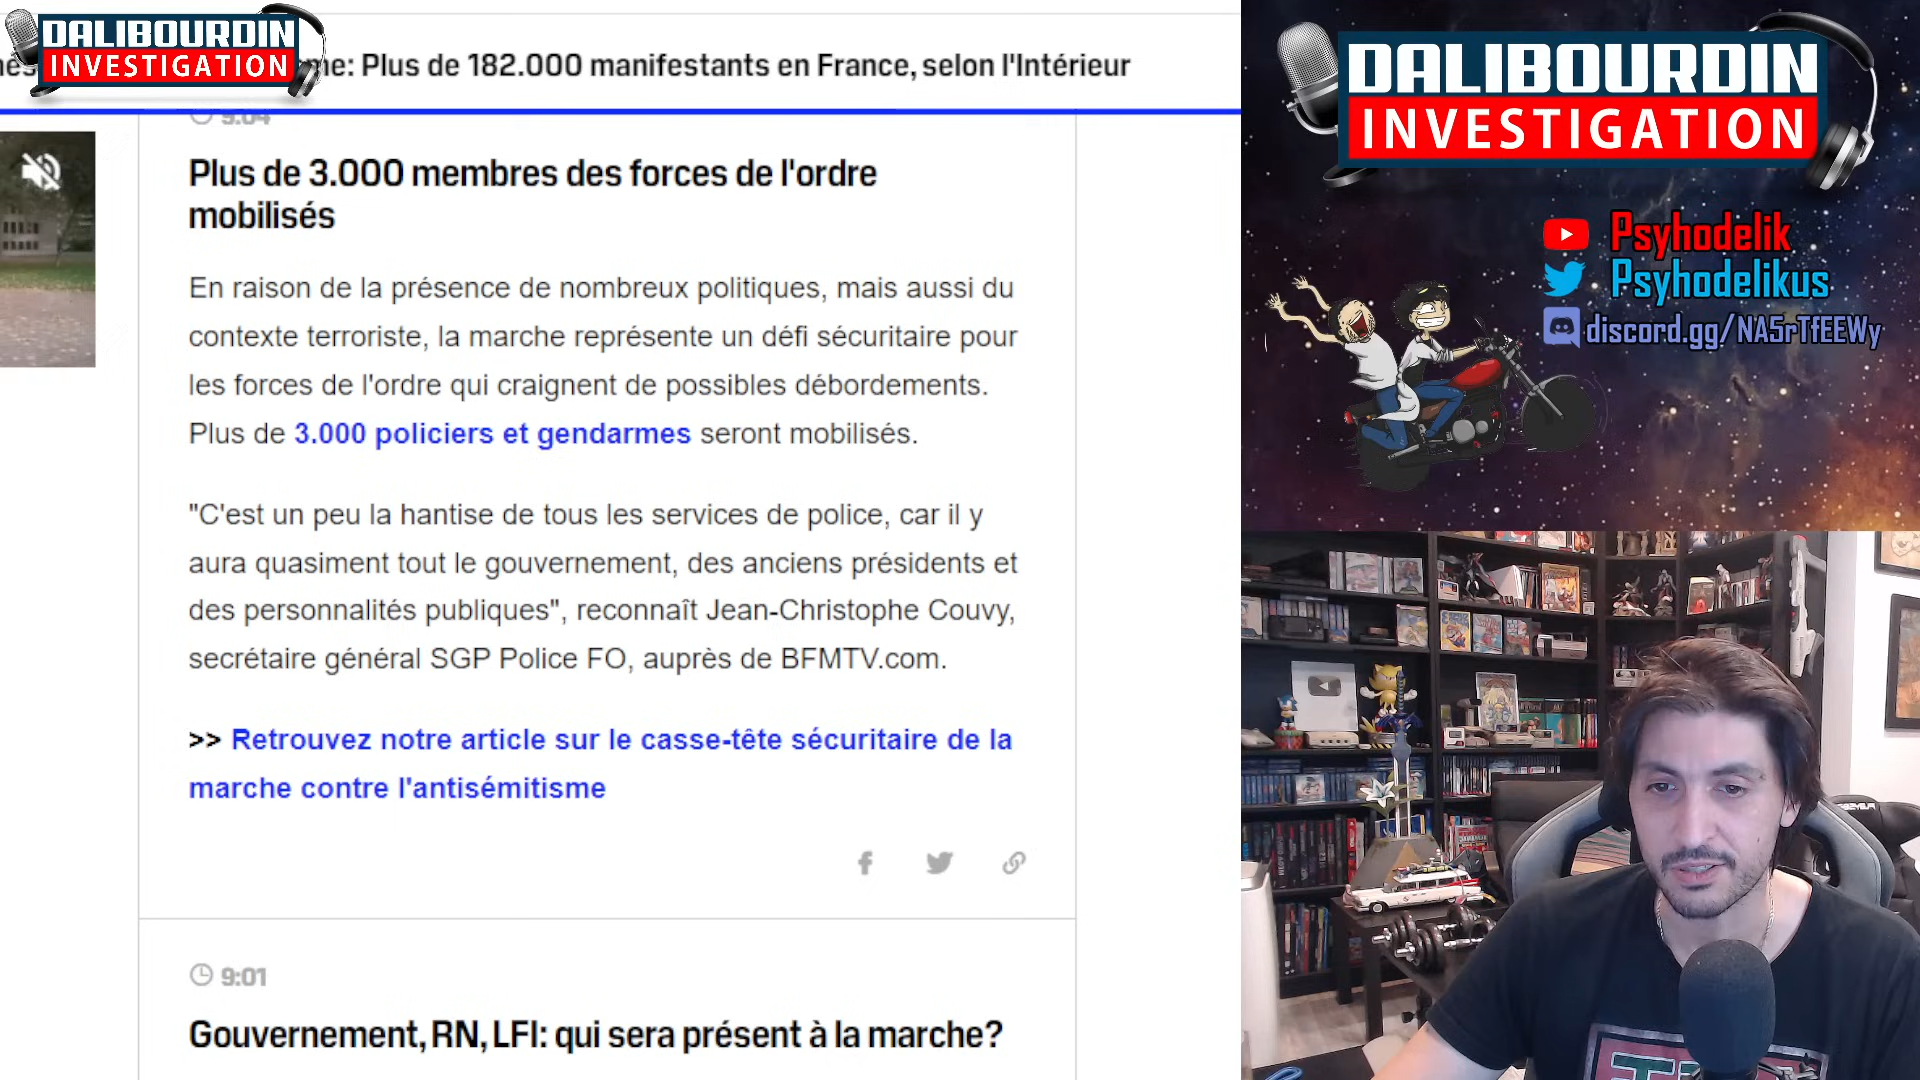 DALIBOURDIN
INVESTIGATION
me: Plus de 182.000 manifestants en France, selon l'Intérieur
9:04
Plus de 3.000 membres des forces de l'ordre
mobilisés
En raison de la présence de nombreux politiques, mais aussi du
contexte terroriste, la marche représente un défi sécuritaire pour
les forces de l'ordre qui craignent de possibles débordements.
Plus de 3.000 policiers et gendarmes seront mobilisés.
"C'est un peu la hantise de tous les services de police, car il y
aura quasiment tout le gouvernement, des anciens présidents et
des personnalités publiques", reconnaît Jean-Christophe Couvy,
secrétaire général SGP Police FO, auprès de BFMTV.com.
>> Retrouvez notre article sur le casse-tête sécuritaire de la
marche contre l'antisémitisme
9:01
Gouvernement, RN, LFI: qui sera présent à la marche?
DALIBOURDIN
INVESTIGATION
Psyhodelik
Psyhodelikus
discord.gg/NA5rTfEEWy